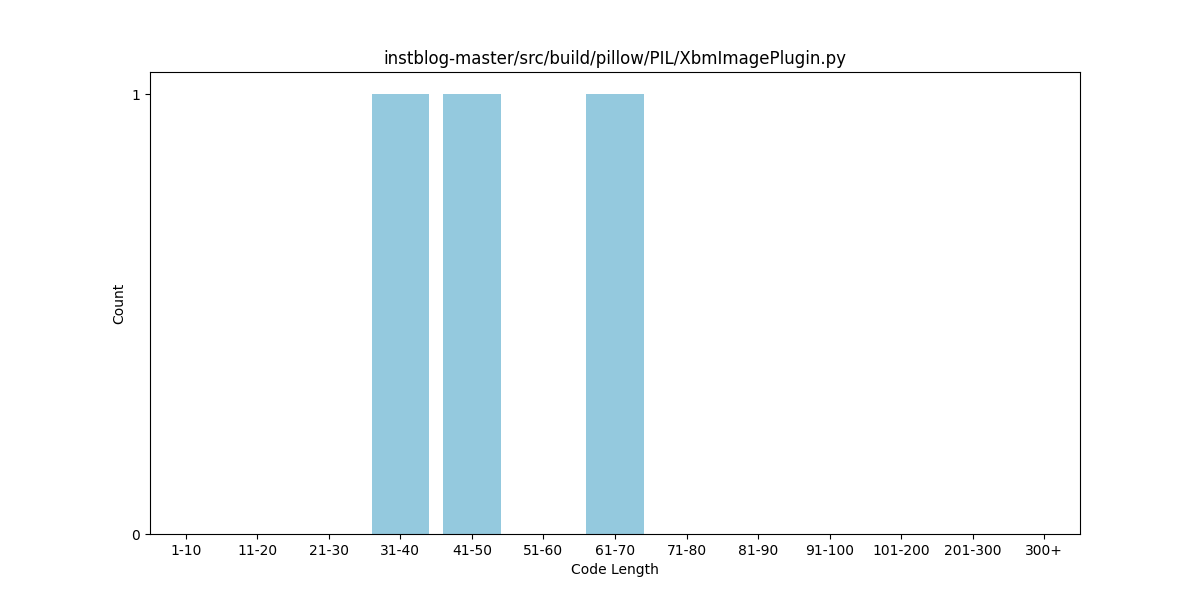 instblog-master/src/build/pillow/PIL/XbmImagePlugin.py
1
Count
0
1-10 11-20 21-30 31-40 41-50 51-60 61-70 71-80 81-90 91-100 101-200 201-300 300+
Code Length